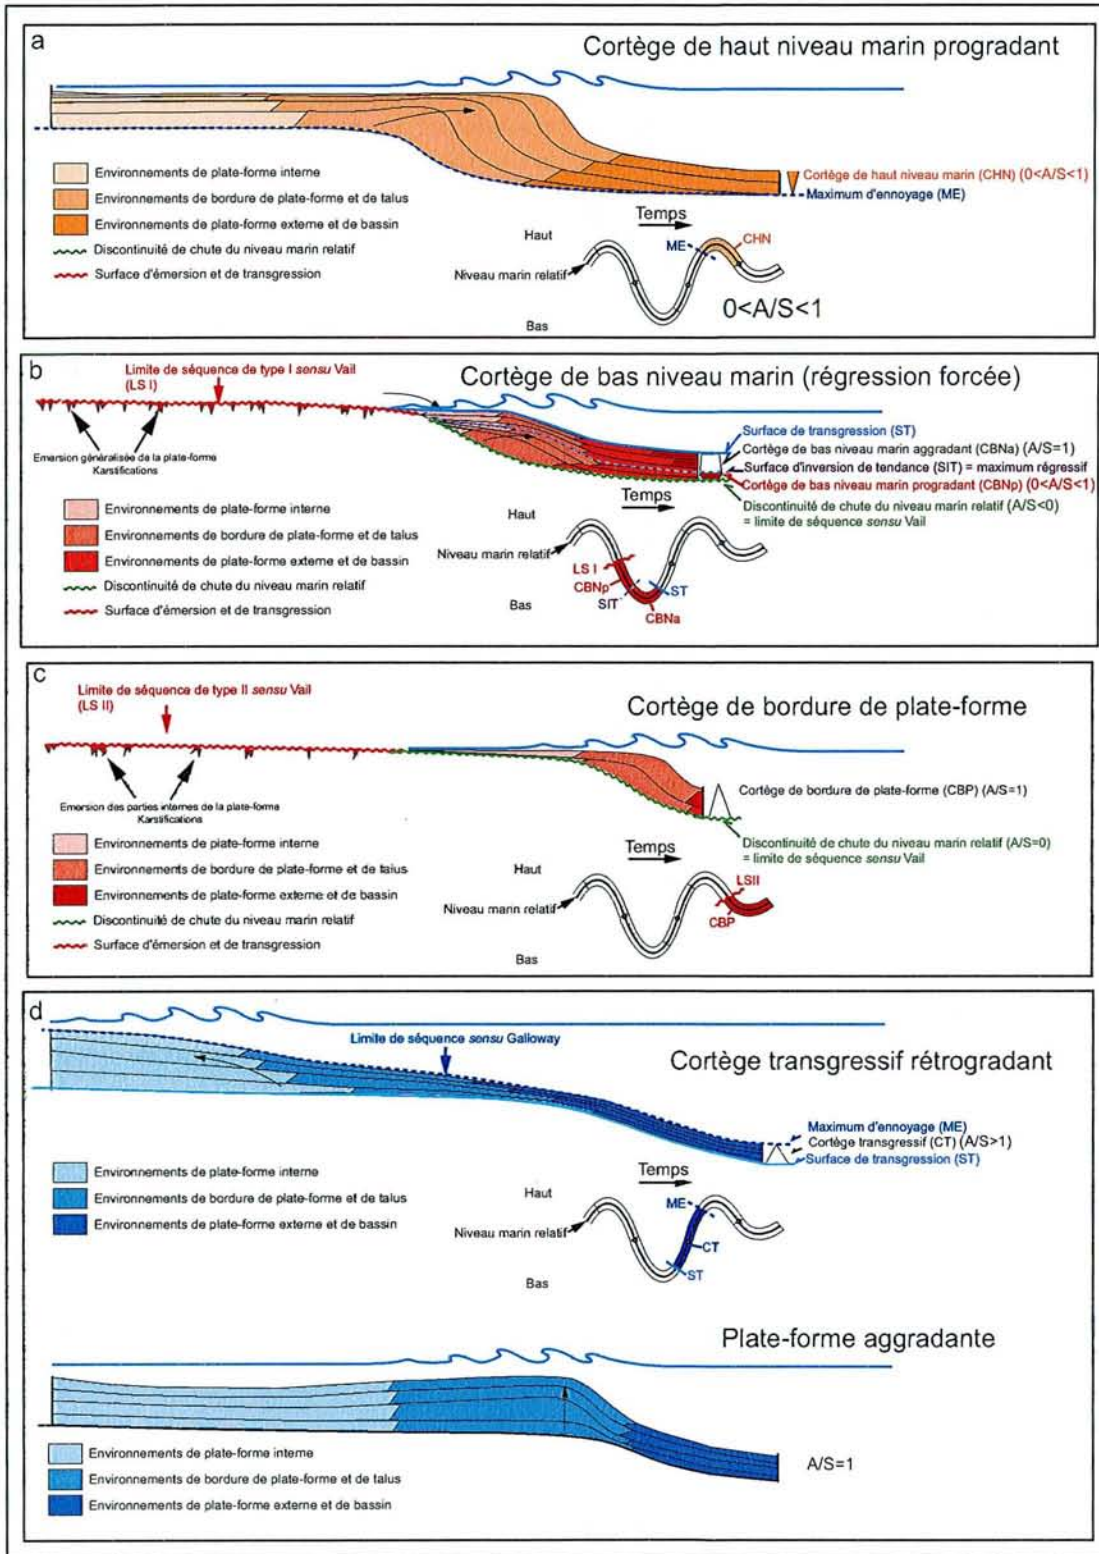 a
Cortège de haut niveau marin progradant
Environnements de plate-forme interne
Environnements de bordure de plate-forme et de talus
Environnements de plate-forme externe et de bassin
Discontinuité de chute du niveau marin relatif
Surface d'émersion et de transgression
Cortège de haut niveau marin (CHN) (0<A/S<1)
Maximum d'ennoyage (ME)
Temps
Haut
ME
CHN
Niveau marin relatif
0<A/S<1
Bas
b
Limite de séquence de type I sensu Vail
(LS I)
Cortège de bas niveau marin (régression forcée)
Emersion généralisée de la plate-forme
Karstifications
Surface de transgression (ST)
Cortège de bas niveau marin aggradant (CBNa) (A/S=1)
Surface d'inversion de tendance (SIT) = maximum régressif
Cortège de bas niveau marin progradant (CBNp) (0<A/S<1)
Discontinuité de chute du niveau marin relatif (A/S<0)
= limite de séquence sensu Vail
Environnements de plate-forme interne
Environnements de bordure de plate-forme et de talus
Environnements de plate-forme externe et de bassin
Discontinuité de chute du niveau marin relatif
Surface d'émersion et de transgression
Temps
Haut
Niveau marin relatif
LS I
CBNp
SIT
ST
CBNa
Bas
c
Limite de séquence de type II sensu Vail
(LS II)
Cortège de bordure de plate-forme
Emersion des parties internes de la plate-forme
Karstifications
Cortège de bordure de plate-forme (CBP) (A/S=1)
Discontinuité de chute du niveau marin relatif (A/S=0)
= limite de séquence sensu Vail
Environnements de plate-forme interne
Environnements de bordure de plate-forme et de talus
Environnements de plate-forme externe et de bassin
Discontinuité de chute du niveau marin relatif
Surface d'émersion et de transgression
Temps
Haut
Niveau marin relatif
LSII
CBP
Bas
d
Limite de séquence sensu Galloway
Cortège transgressif rétrogradant
Maximum d'ennoyage (ME)
Cortège transgressif (CT) (A/S>1)
Surface de transgression (ST)
Environnements de plate-forme interne
Environnements de bordure de plate-forme et de talus
Environnements de plate-forme externe et de bassin
Temps
Haut
ME
Niveau marin relatif
CT
ST
Bas
Plate-forme aggradante
Environnements de plate-forme interne
Environnements de bordure de plate-forme et de talus
Environnements de plate-forme externe et de bassin
A/S=1